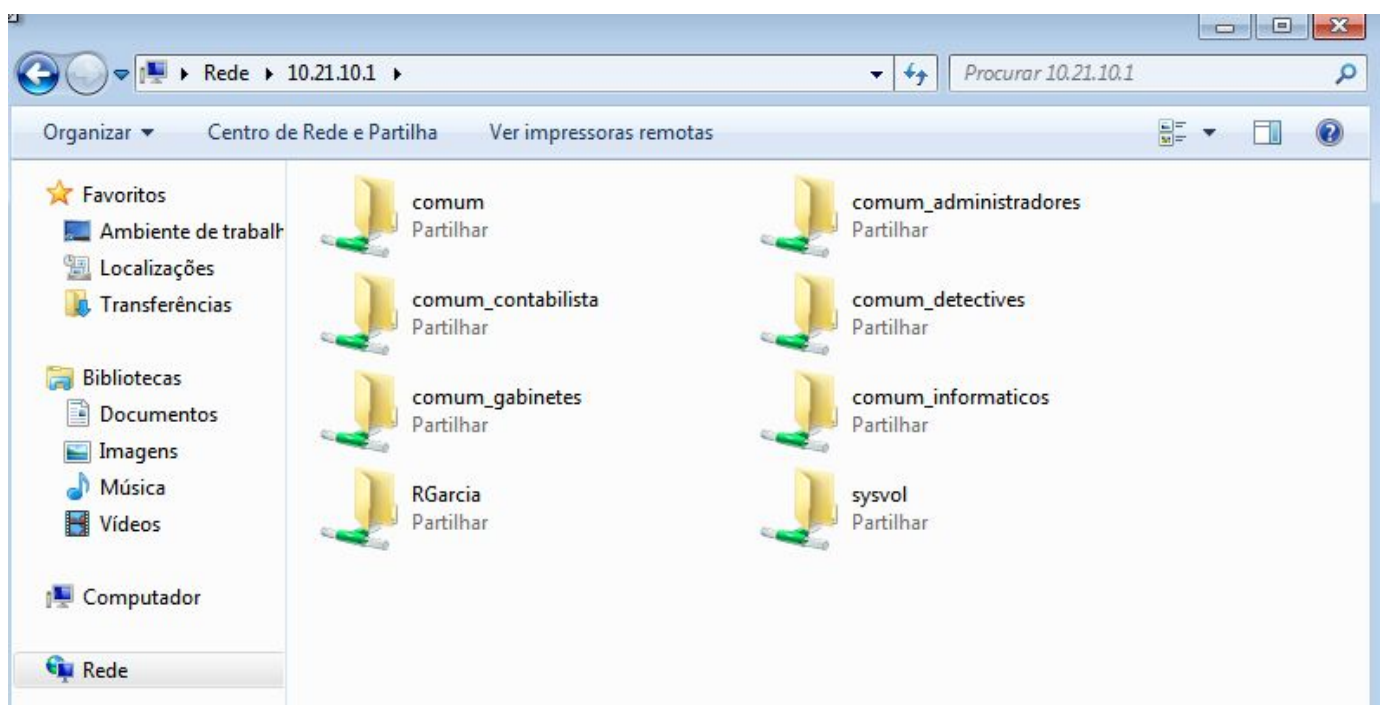 Rede 10.21.10.1
Procurar 10.21.10.1
Organizar Centro de Rede e Partilha Ver impressoras remotas
Favoritos
Ambiente de trabalh
Localizações
Transferências
Bibliotecas
Documentos
Imagens
Música
Vídeos
Computador
Rede
comum
Partilhar
comum_administradores
Partilhar
comum_contabilista
Partilhar
comum_detectives
Partilhar
comum_gabinetes
Partilhar
comum_informaticos
Partilhar
RGarcia
Partilhar
sysvol
Partilhar